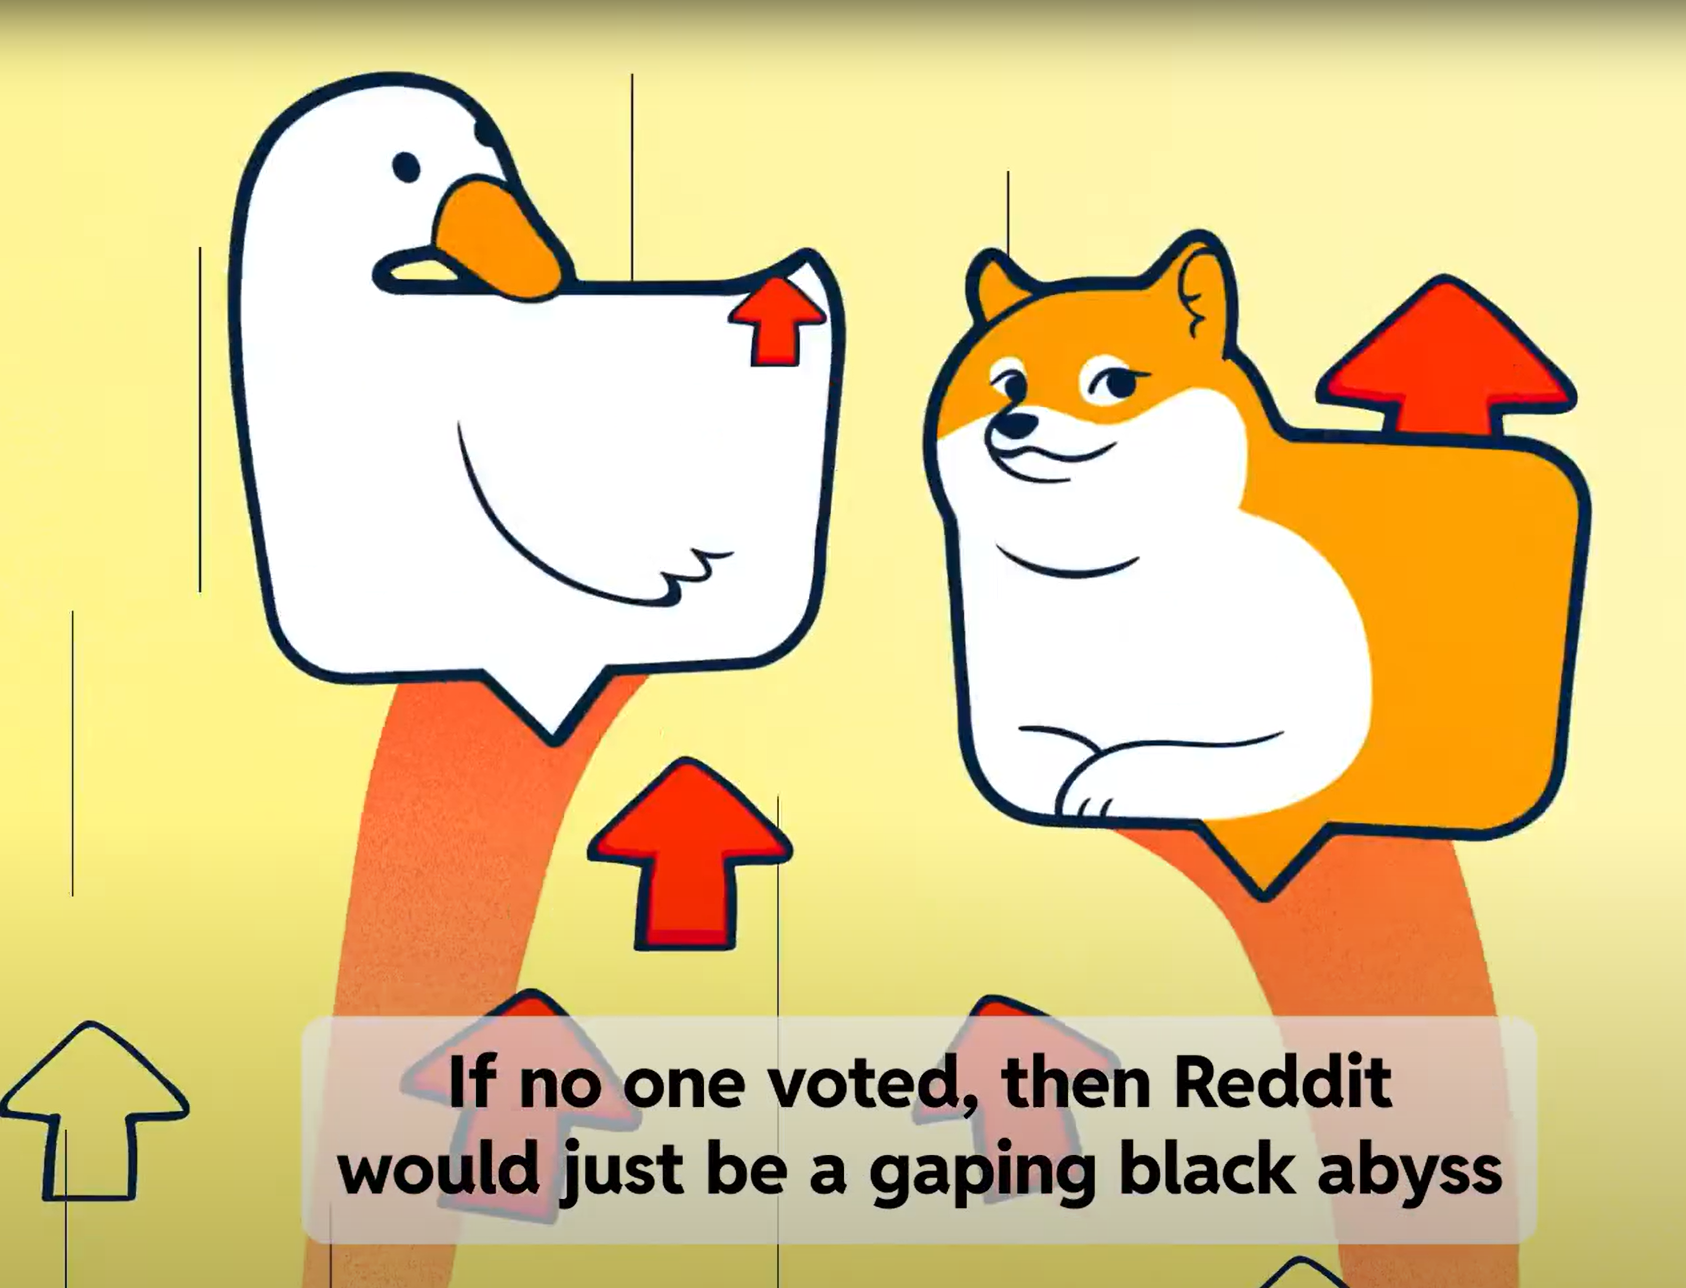 If no one voted, then Reddit
would just be a gaping black abyss